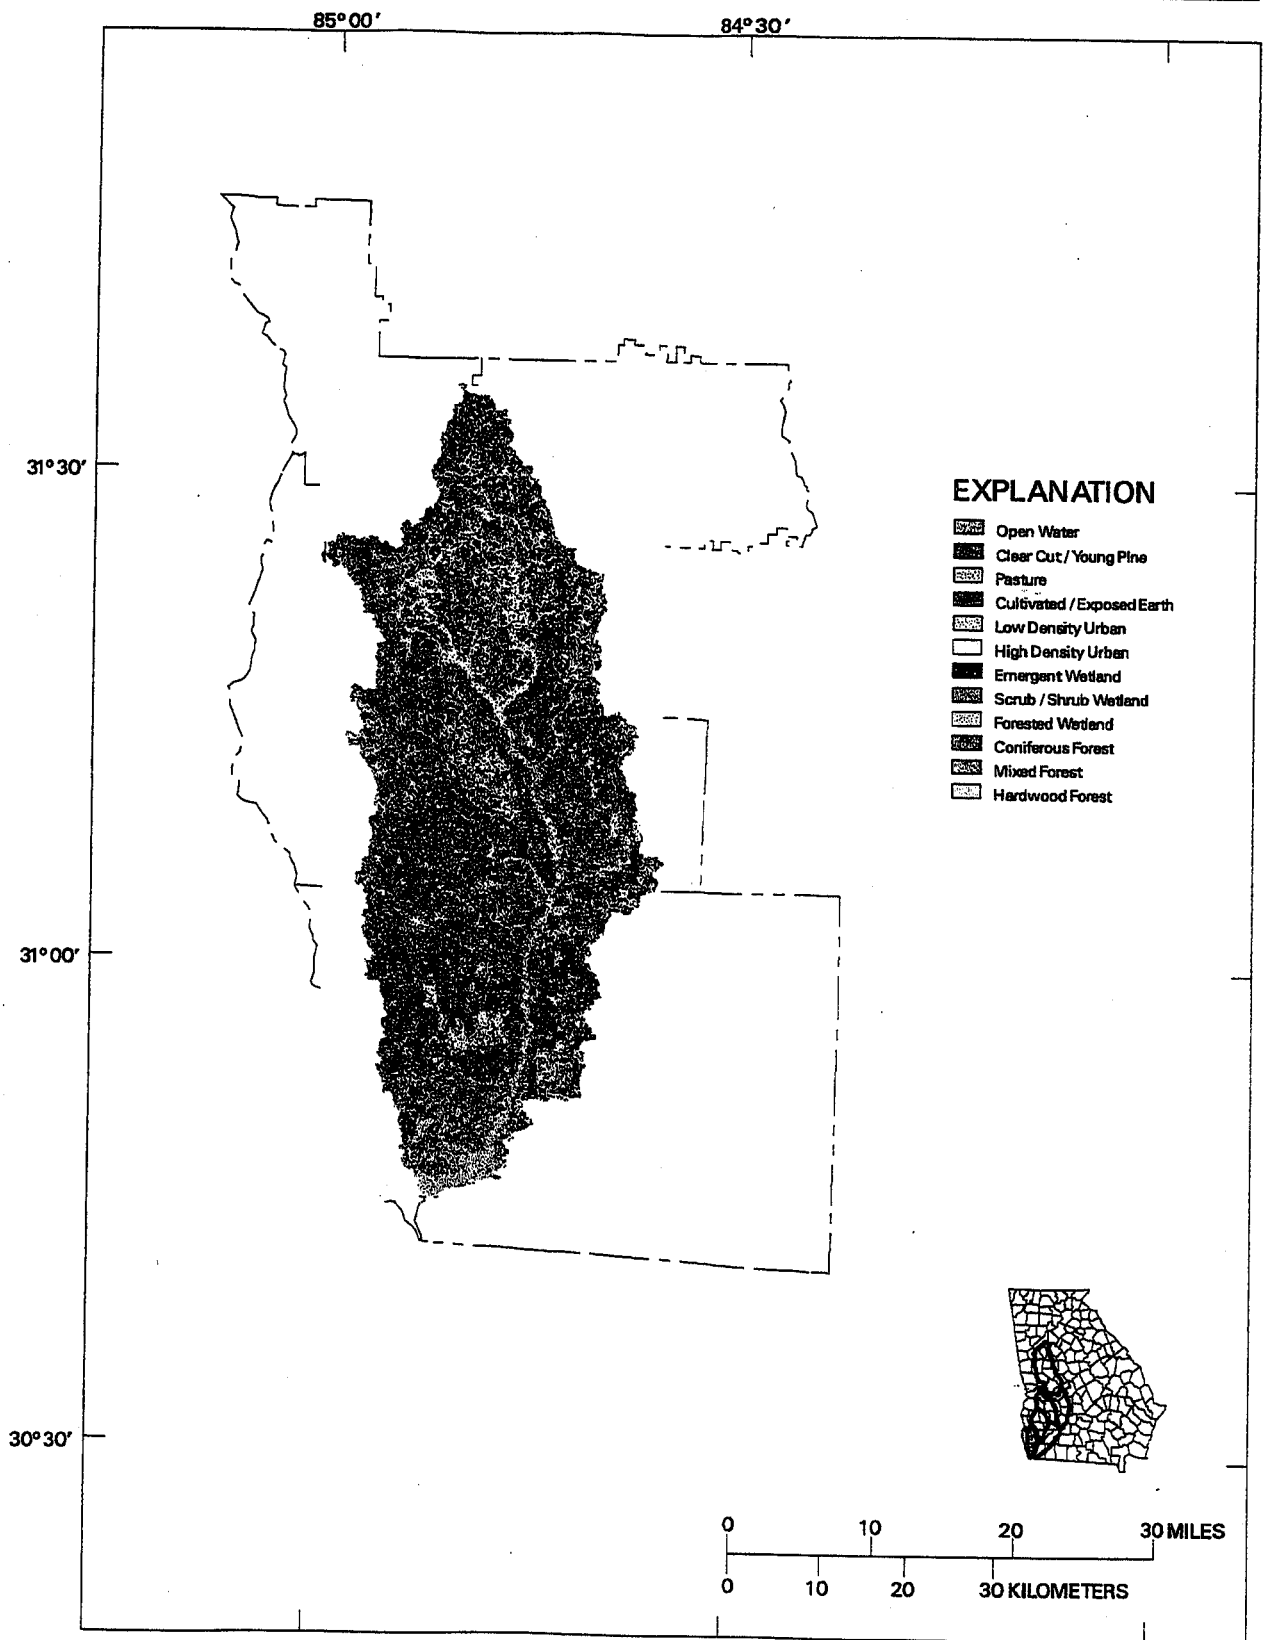 85°00′
84°30′
31°30′
EXPLANATION
Open Water
Clear Cut / Young Pine
Pasture
Cultivated / Exposed Earth
Low Density Urban
High Density Urban
Emergent Wetland
Scrub / Shrub Wetland
Forested Wetland
Coniferous Forest
Mixed Forest
Hardwood Forest
31°00′
30°30′
0 10 20 30 MILES
0 10 20 30 KILOMETERS